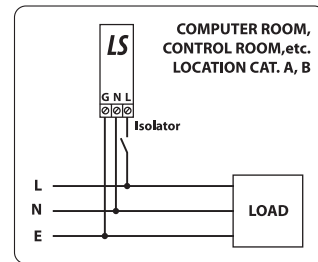 COMPUTER ROOM,
CONTROL ROOM,etc.
LOCATION CAT. A, B
LS
G N L
Isolator
L
N
E
LOAD